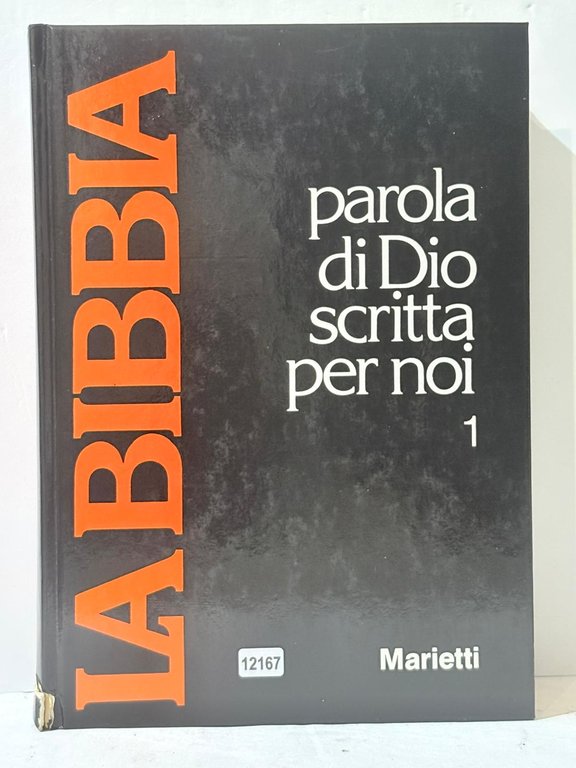 LA BIBBIA
parola
di Dio
scritta
per noi
1
12167
Marietti